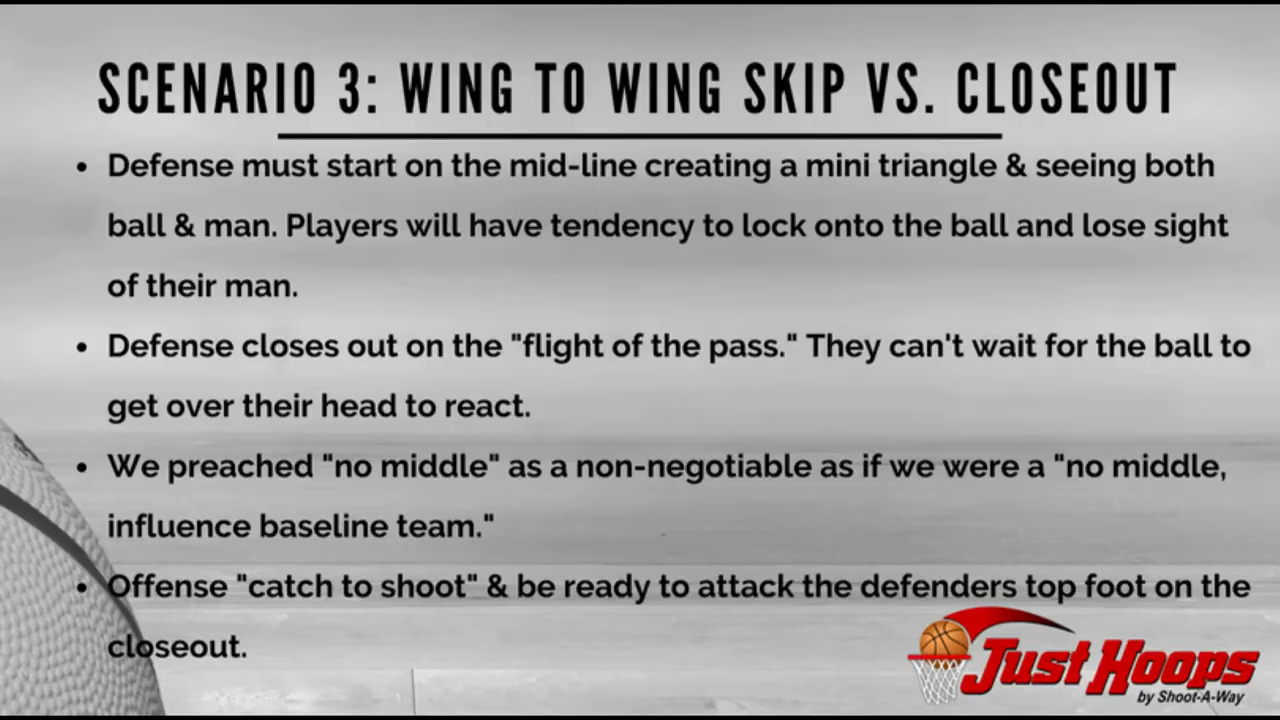 SCENARIO 3: WING TO WING SKIP VS. CLOSEOUT
• Defense must start on the mid-line creating a mini triangle & seeing both
ball & man. Players will have tendency to lock onto the ball and lose sight
of their man.
• Defense closes out on the "flight of the pass." They can't wait for the ball to
get over their head to react.
• We preached "no middle" as a non-negotiable as if we were a "no middle,
influence baseline team."
• Offense "catch to shoot" & be ready to attack the defenders top foot on the
closeout.
Just Hoops
by Shoot-A-Way